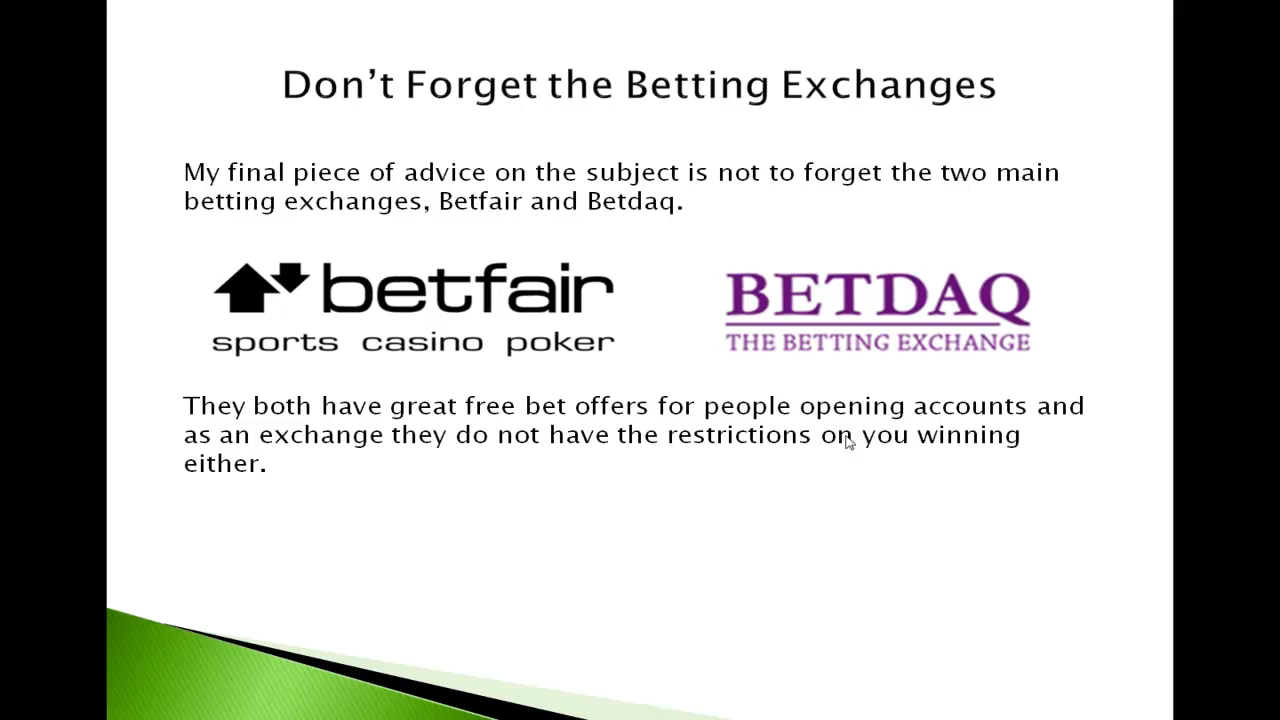 Don’t Forget the Betting Exchanges
My final piece of advice on the subject is not to forget the two main
betting exchanges, Betfair and Betdaq.
betfair
sports casino poker
BETDAQ
THE BETTING EXCHANGE
They both have great free bet offers for people opening accounts and
as an exchange they do not have the restrictions on you winning
either.